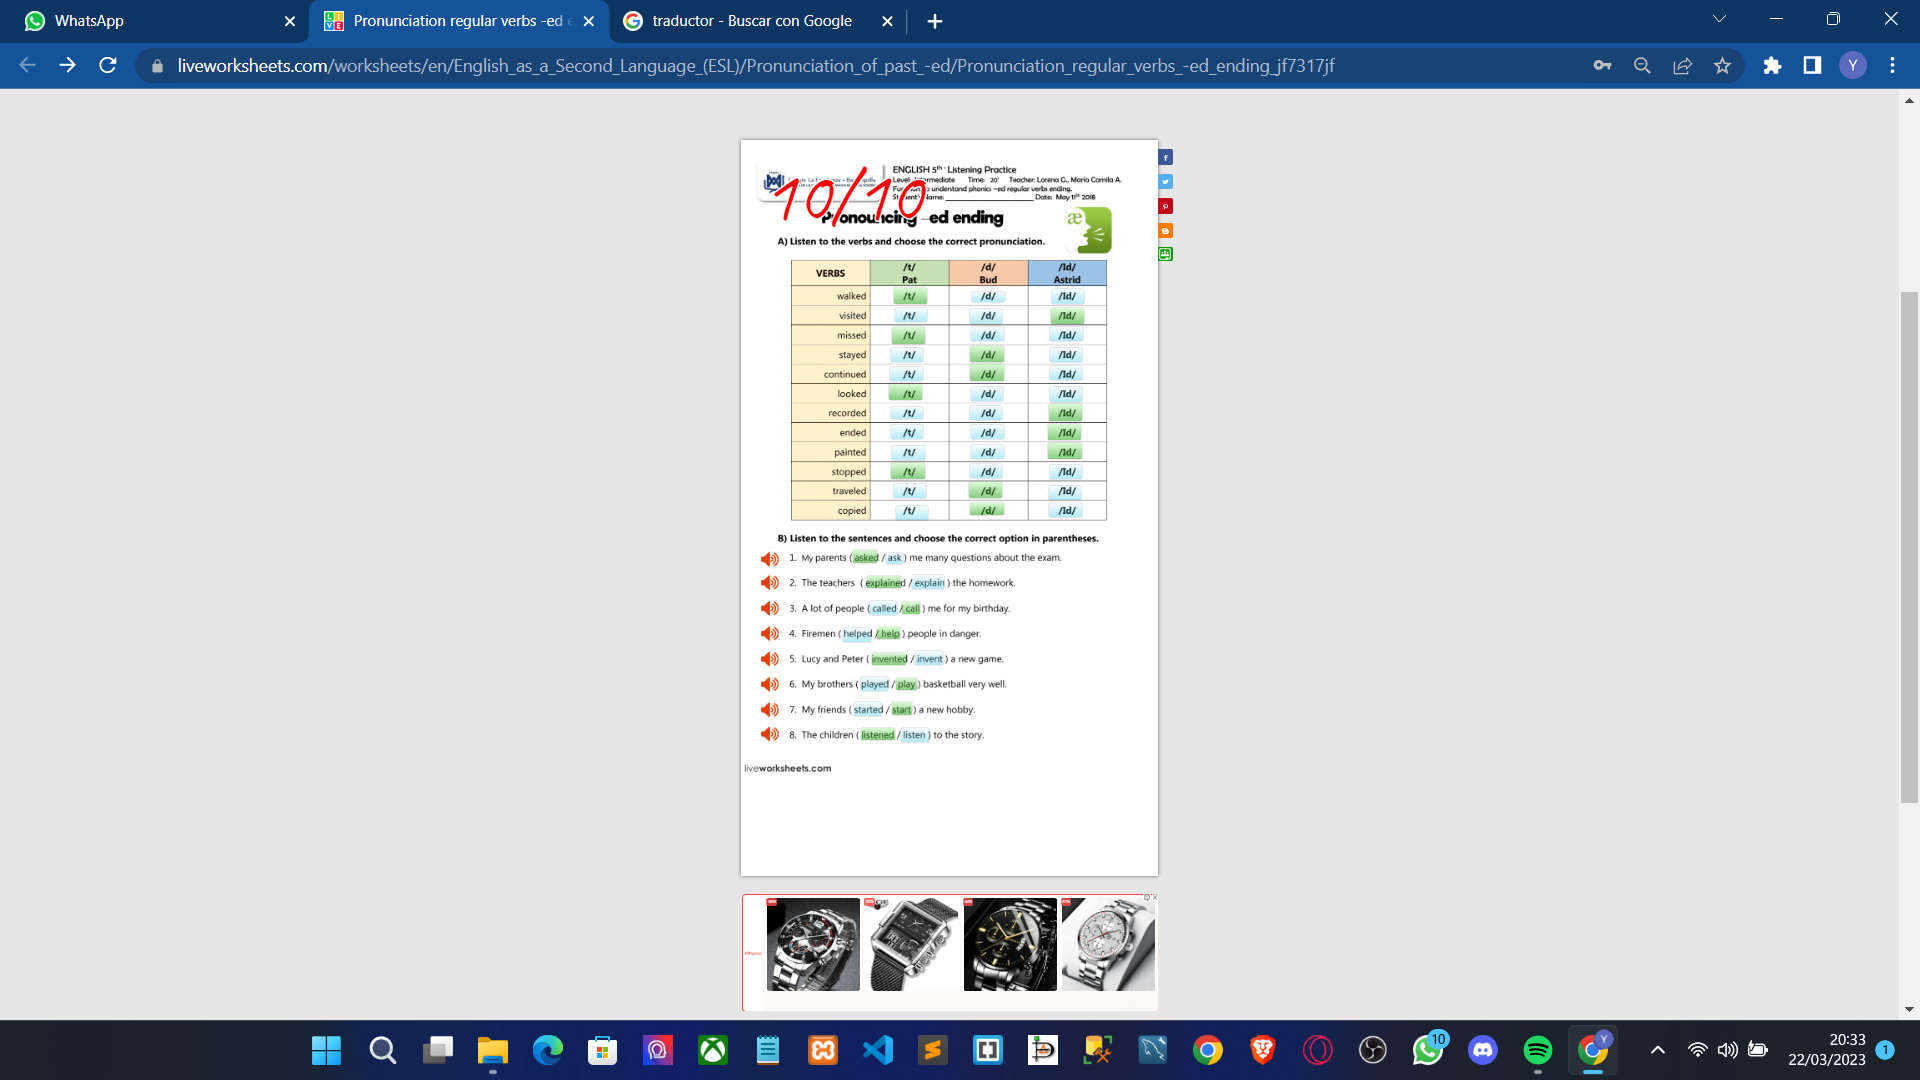 WhatsApp
Pronunciation regular verbs -ed e
traductor - Buscar con Google
liveworksheets.com/worksheets/en/English_as_a_Second_Language_(ESL)/Pronunciation_of_past_-ed/Pronunciation_regular_verbs_-ed_ending_jf7317jf
Y
10/10
ENGLISH 5th - Listening Practice
Time: 20' Teacher: Lorena G., Maria Camila A.
understand phonics -ed regular verbs ending.
Name: Date: May 11th 2018
Pronouncing -ed ending
æ
A) Listen to the verbs and choose the correct pronunciation.
VERBS /t/ Pat /d/ Bud /Id/ Astrid
walked /t/ /d/ /Id/
visited /t/ /d/ /Id/
missed /t/ /d/ /Id/
stayed /t/ /d/ /Id/
continued /t/ /d/ /Id/
looked /t/ /d/ /Id/
recorded /t/ /d/ /Id/
ended /t/ /d/ /Id/
painted /t/ /d/ /Id/
stopped /t/ /d/ /Id/
traveled /t/ /d/ /Id/
copied /t/ /d/ /Id/
B) Listen to the sentences and choose the correct option in parentheses.
1. My parents ( asked / ask ) me many questions about the exam.
2. The teachers ( explained / explain ) the homework.
3. A lot of people ( called / call ) me for my birthday.
4. Firemen ( helped / help ) people in danger.
5. Lucy and Peter ( invented / invent ) a new game.
6. My brothers ( played / play ) basketball very well.
7. My friends ( started / start ) a new hobby.
8. The children ( listened / listen ) to the story.
liveworksheets.com
10
Y
20:33
22/03/2023
1